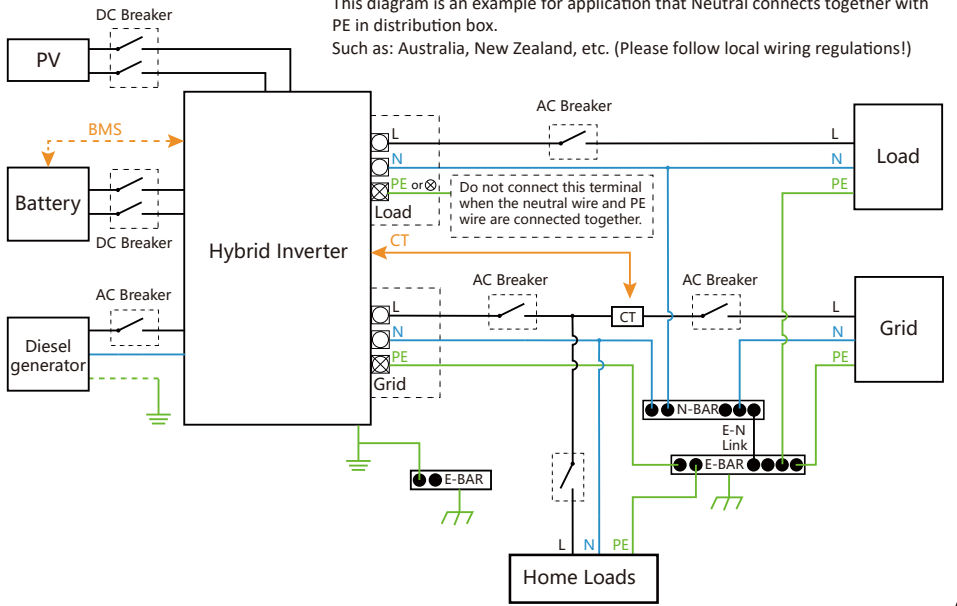 This diagram is an example for application that Neutral connects together with
PE in distribution box.
Such as: Australia, New Zealand, etc. (Please follow local wiring regulations!)
DC Breaker
PV
BMS
Battery
DC Breaker
AC Breaker
Diesel
generator
Hybrid Inverter
L
N
PE or
Load
Do not connect this terminal
when the neutral wire and PE
wire are connected together.
CT
AC Breaker
L
N
PE
Load
L
N
PE
Grid
AC Breaker
CT
AC Breaker
L
N
PE
Grid
N-BAR
E-N
Link
E-BAR
E-BAR
L
N
PE
Home Loads